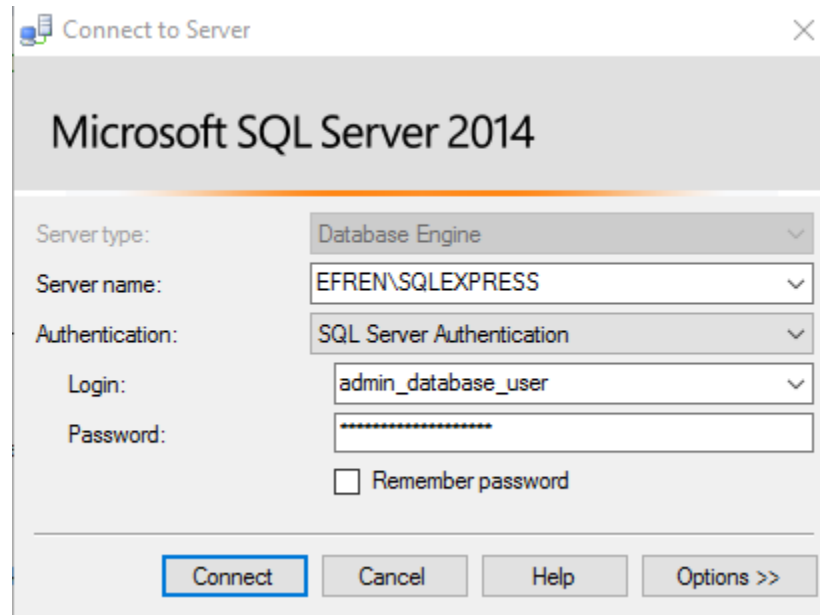 Connect to Server
Microsoft SQL Server 2014
Server type: Database Engine
Server name: EFREN\SQLEXPRESS
Authentication: SQL Server Authentication
Login: admin_database_user
Password: *******************
Remember password
Connect Cancel Help Options >>